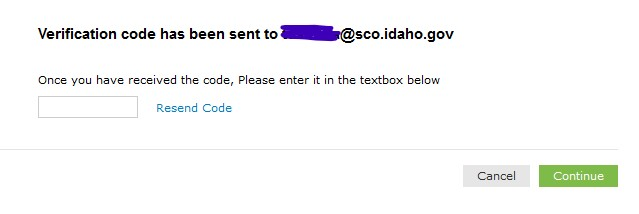 Verification code has been sent to @sco.idaho.gov
Once you have received the code, Please enter it in the textbox below
Resend Code
Cancel
Continue